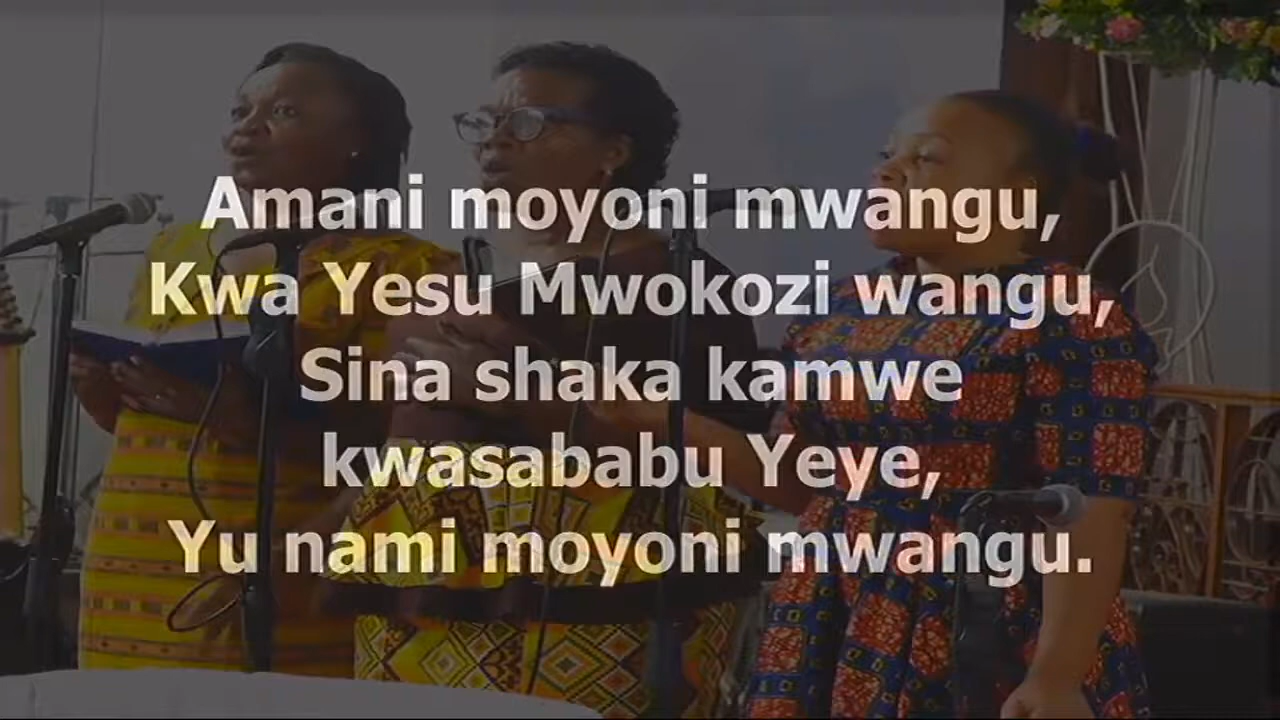 Amani moyoni mwangu,
Kwa Yesu Mwokozi wangu,
Sina shaka kamwe
kwasababu Yeye,
Yu nami moyoni mwangu.